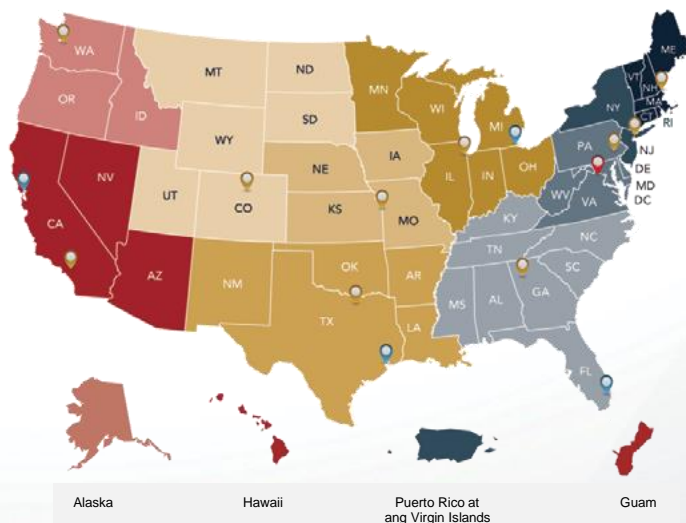 WA
ME
MT
ND
MN
VT
NH
OR
ID
WI
MI
NY
MA
CT
RI
SD
WY
IA
PA
NJ
NV
NE
IL
IN
OH
DE
UT
MD
CA
CO
KS
MO
WV
VA
DC
KY
NC
TN
AZ
NM
OK
AR
SC
MS
AL
GA
TX
LA
FL
Alaska
Hawaii
Puerto Rico at
ang Virgin Islands
Guam